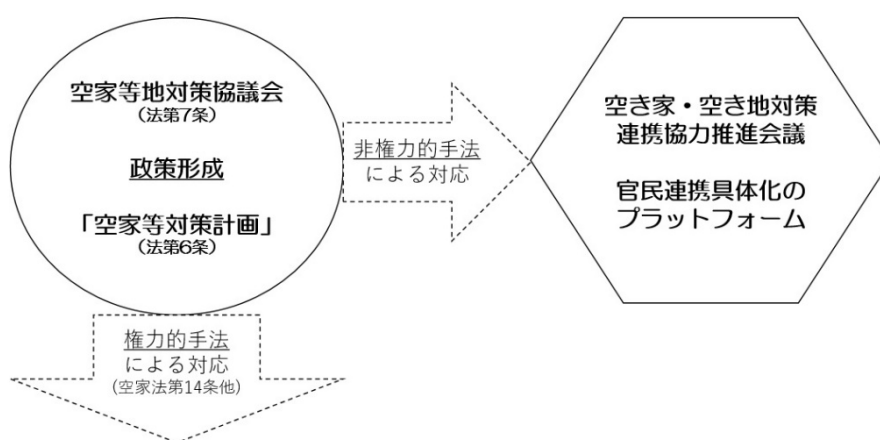 空家等地対策協議会
(法第7条)
政策形成
「空家等対策計画」
(法第6条)
非権力的手法
による対応
空き家・空き地対策
連携協力推進会議
官民連携具体化の
プラットフォーム
権力的手法
による対応
(空家法第14条他)